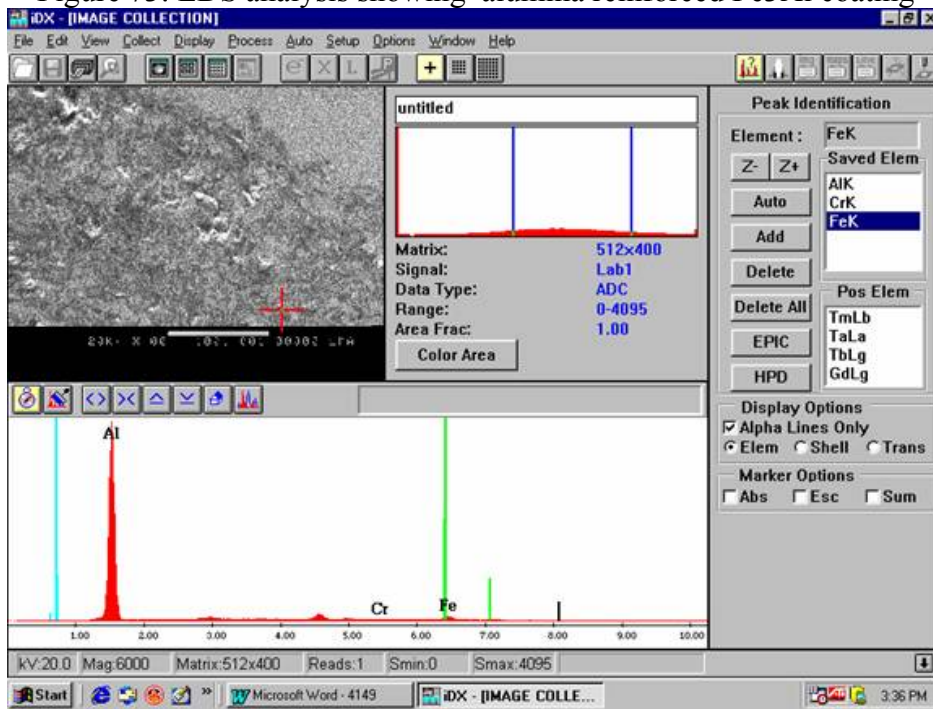 Figure 75. EDS analysis showing alumina reinforced Fe3Al coating
iDX - [IMAGE COLLECTION]
File Edit View Collect Display Process Auto Setup Options Window Help
e- X L
untitled
Matrix: 512x400
Signal: Lab1
Data Type: ADC
Range: 0-4095
Area Frac: 1.00
Color Area
Peak Identification
Element : FeK
Z- Z+ Saved Elem
Auto
Add
Delete
Delete All
EPIC
HPD
AlK
CrK
FeK
Pos Elem
TmLb
TaLa
TbLg
GdLg
Display Options
Alpha Lines Only
Elem Shell Trans
Marker Options
Abs Esc Sum
Al
Cr Fe
1.00 2.00 3.00 4.00 5.00 6.00 7.00 8.00 9.00 10.00
kV:20.0 Mag:6000 Matrix:512x400 Reads:1 Smin:0 Smax:4095
Start Microsoft Word - 4149 iDX - [IMAGE COLLE... 3:36 PM